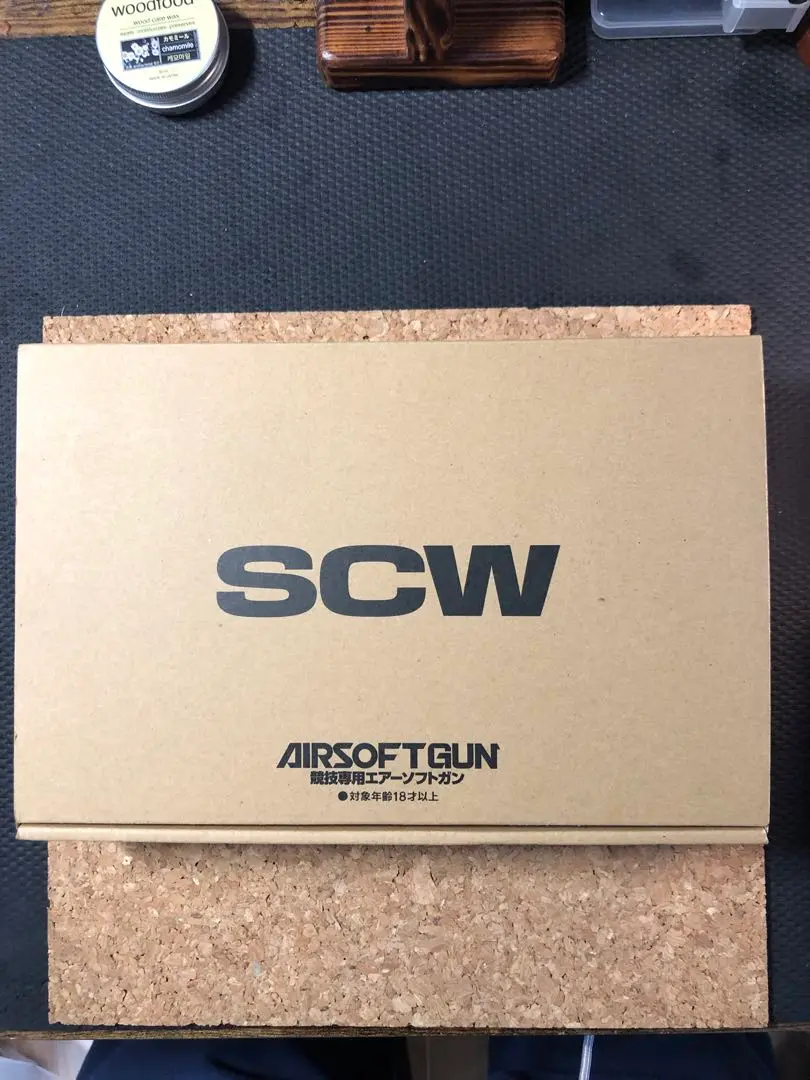 woodfood
wood care wax
カモミール
chamomile
캐모마일
SCW
AIRSOFT GUN
競技専用エアーソフトガン
●対象年齢18才以上